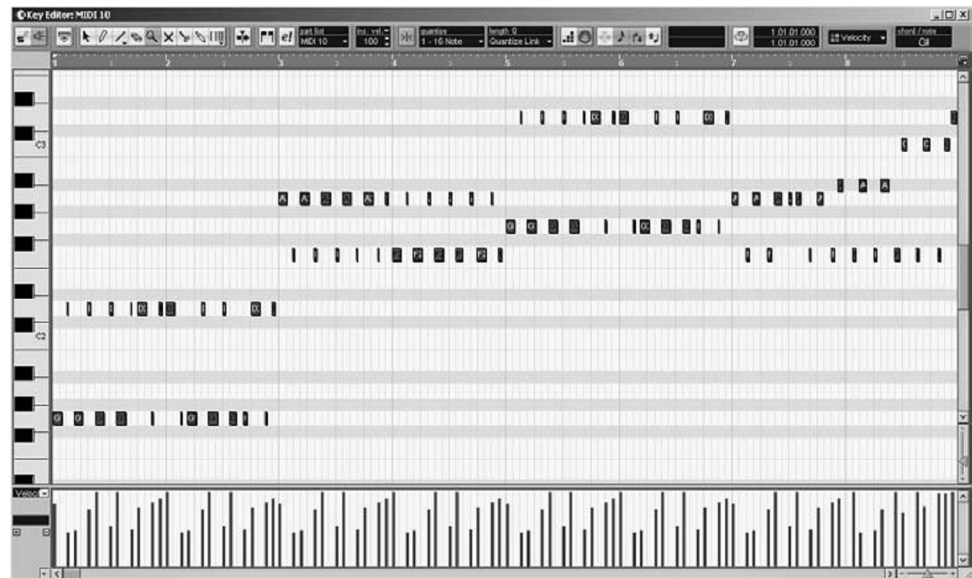 Key Editor: MIDI 10
part list
MIDI 10
ins. vel.
100
quantize
1 - 16 Note
length Q
Quantize Link
1.01.01.000
1.01.01.000
Velocity
chord / note
1 2 3 4 5 6 7 8
C3
C2